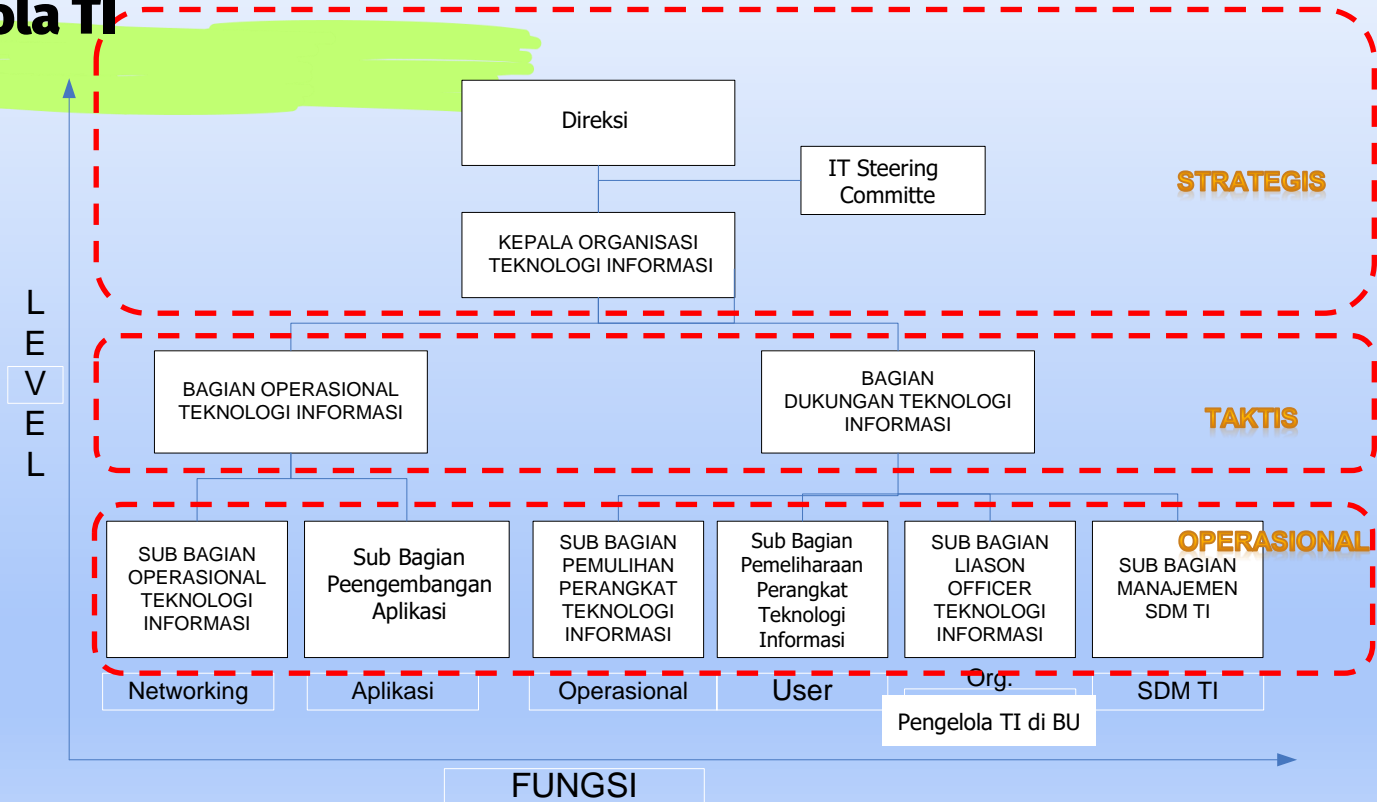 ola TI
Direksi
IT Steering
Committe
STRATEGIS
KEPALA ORGANISASI
TEKNOLOGI INFORMASI
L
E
V
E
L
BAGIAN OPERASIONAL
TEKNOLOGI INFORMASI
BAGIAN
DUKUNGAN TEKNOLOGI
INFORMASI
TAKTIS
SUB BAGIAN
OPERASIONAL
TEKNOLOGI
INFORMASI
Sub Bagian
Peengembangan
Aplikasi
SUB BAGIAN
PEMULIHAN
PERANGKAT
TEKNOLOGI
INFORMASI
Sub Bagian
Pemeliharaan
Perangkat
Teknologi
Informasi
SUB BAGIAN
LIASON
OFFICER
TEKNOLOGI
INFORMASI
OPERASIONAL
SUB BAGIAN
MANAJEMEN
SDM TI
Networking
Aplikasi
Operasional
User
Org.
Pengelola TI di BU
SDM TI
FUNGSI